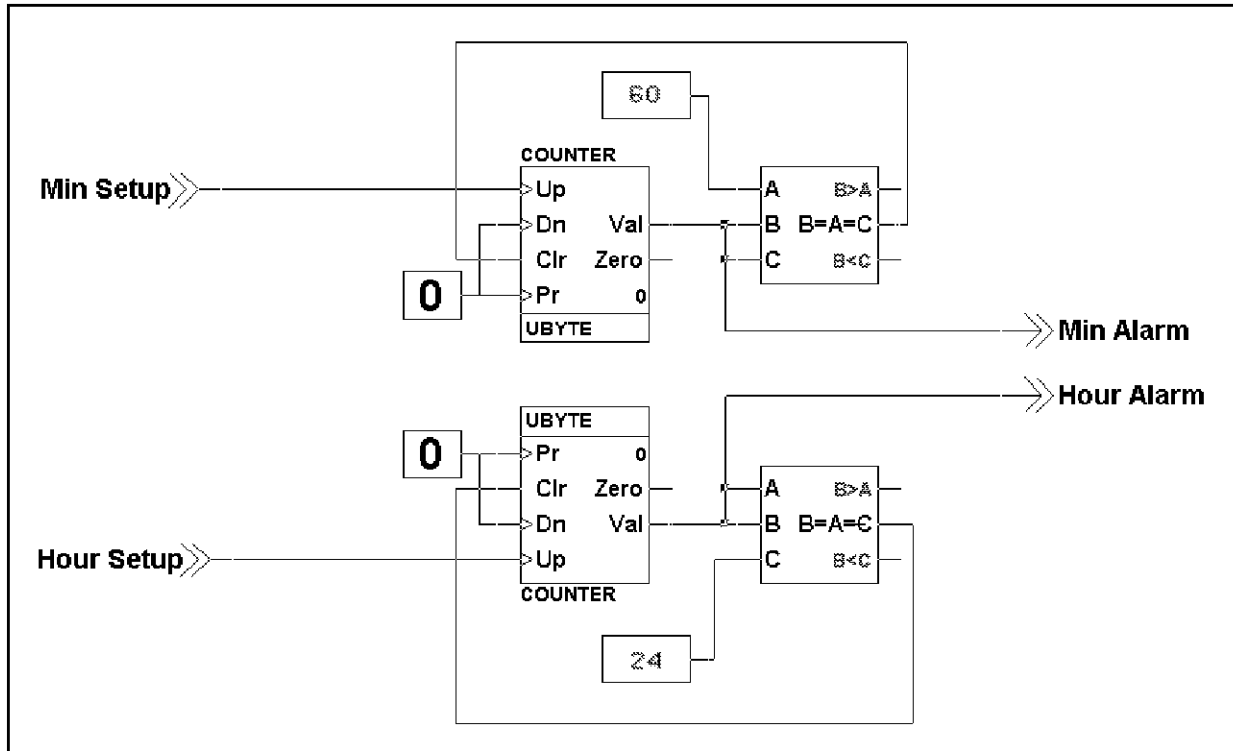 60
COUNTER
Min Setup
Up
Dn Val
Clr Zero
Pr 0
UBYTE
0
A B>A
B B=A=C
C B<C
Min Alarm
Hour Alarm
UBYTE
Pr 0
Clr Zero
Dn Val
Up
COUNTER
0
Hour Setup
A B>A
B B=A=C
C B<C
24